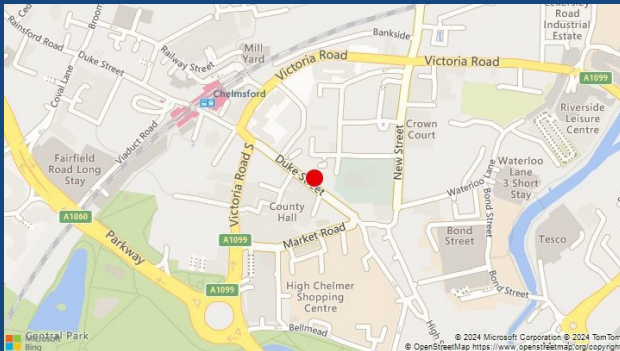 Rainsford Road
Coval Lane
Broom
Duke Street
Railway Street
Mill
Yard
Victoria Road
Bankside
Victoria Road
Road
Industrial
Estate
A1099
Chelmsford
Viaduct Road
Fairfield
Road Long
Stay
A1060
Parkway
Victoria Road S
Duke Street
County
Hall
A1099
Market Road
A1099
New Street
Crown
Court
Riverside
Leisure
Centre
Waterloo Lane
Waterloo
Lane
3 Short
Stay
Bond Street
Bond
Street
Tesco
Bond Street
High Chelmer
Shopping
Centre
Bellmead
Central Park
Microsoft
Bing
© 2024 Microsoft Corporation © 2024 TomTom
© OpenStreetMap https://www.openstreetmap.org/copyright